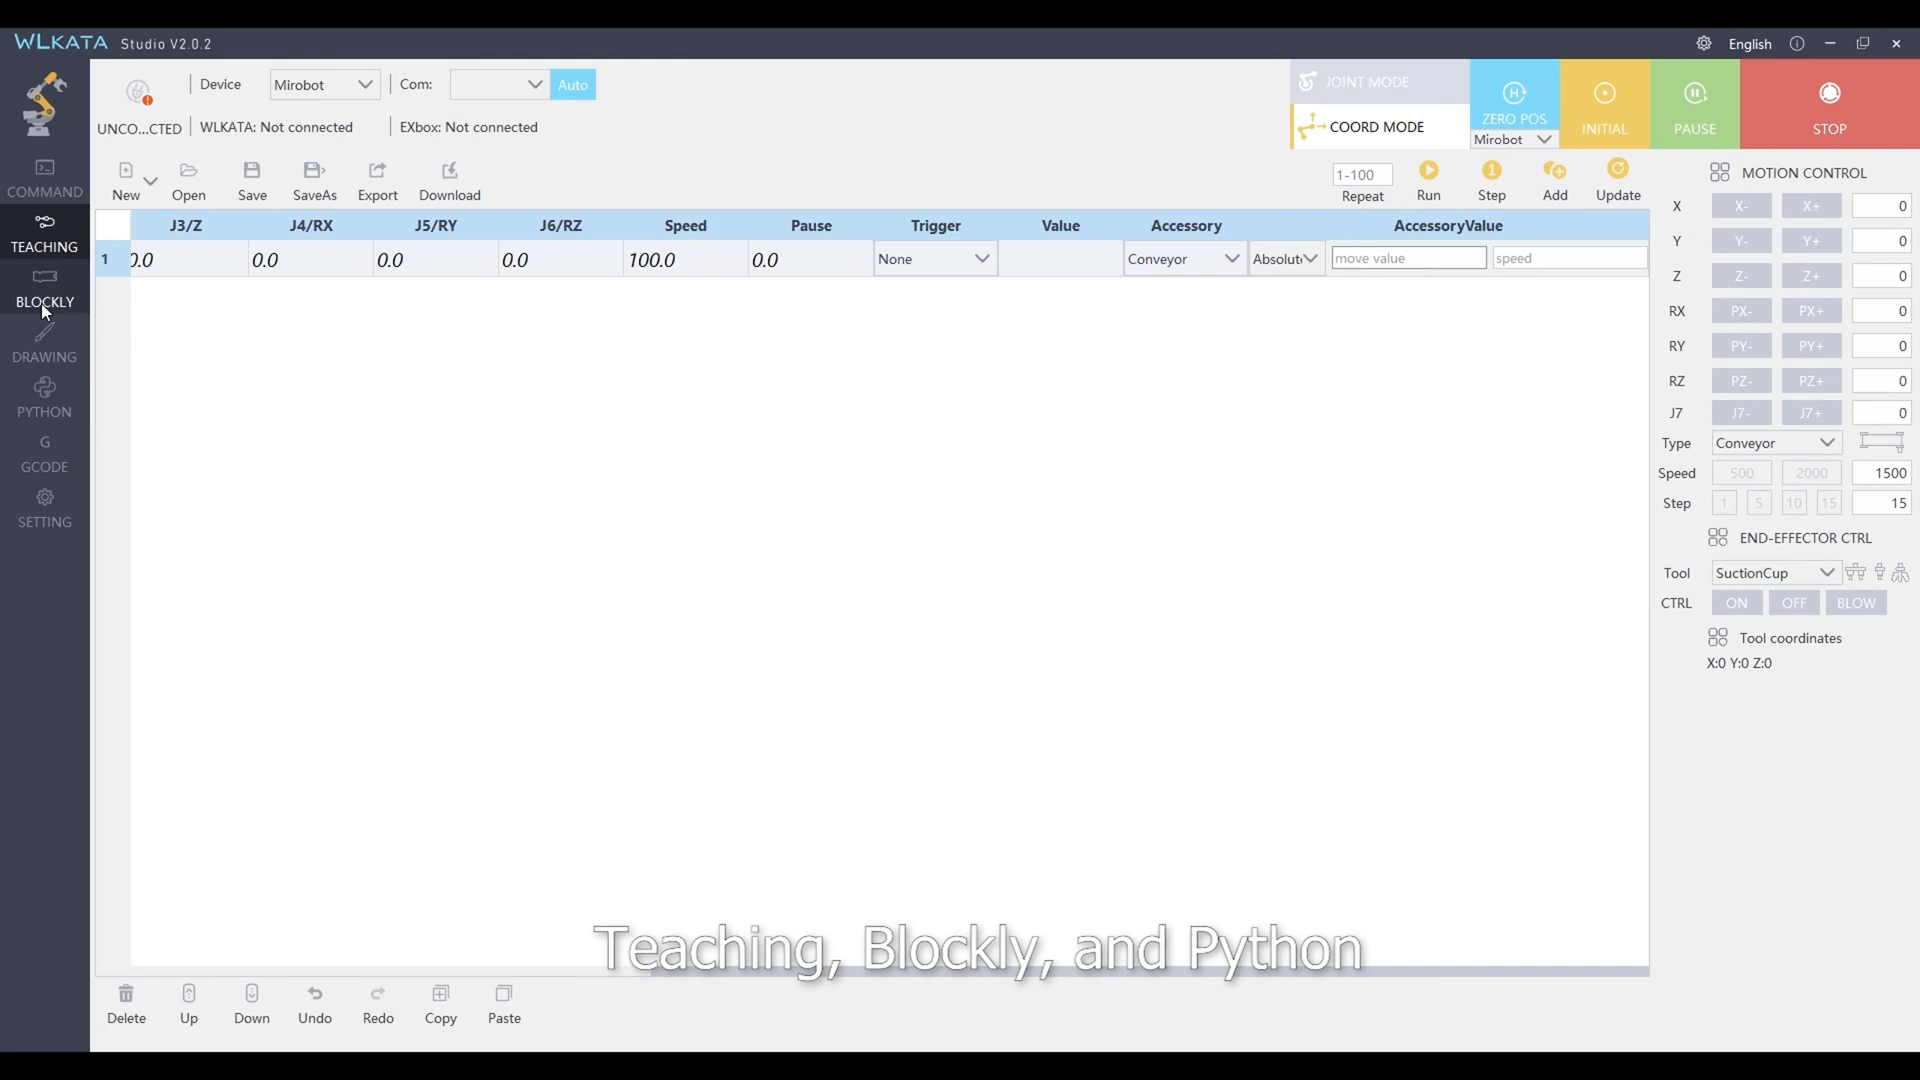 WLKATA Studio V2.0.2
English
Device Mirobot Com: Auto
UNCO...CTED WLKATA: Not connected EXbox: Not connected
JOINT MODE
COORD MODE
ZERO POS
Mirobot
INITIAL
PAUSE
STOP
COMMAND
TEACHING
BLOCKLY
DRAWING
PYTHON
G
GCODE
SETTING
New Open Save SaveAs Export Download
1-100
Repeat Run Step Add Update
J3/Z J4/RX J5/RY J6/RZ Speed Pause Trigger Value Accessory AccessoryValue
1 0.0 0.0 0.0 0.0 100.0 0.0 None Conveyor Absolut move value speed
MOTION CONTROL
X X- X+ 0
Y Y- Y+ 0
Z Z- Z+ 0
RX PX- PX+ 0
RY PY- PY+ 0
RZ PZ- PZ+ 0
J7 J7- J7+ 0
Type Conveyor
Speed 500 2000 1500
Step 1 5 10 15 15
END-EFFECTOR CTRL
Tool SuctionCup
CTRL ON OFF BLOW
Tool coordinates
X:0 Y:0 Z:0
Teaching, Blockly, and Python
Delete Up Down Undo Redo Copy Paste